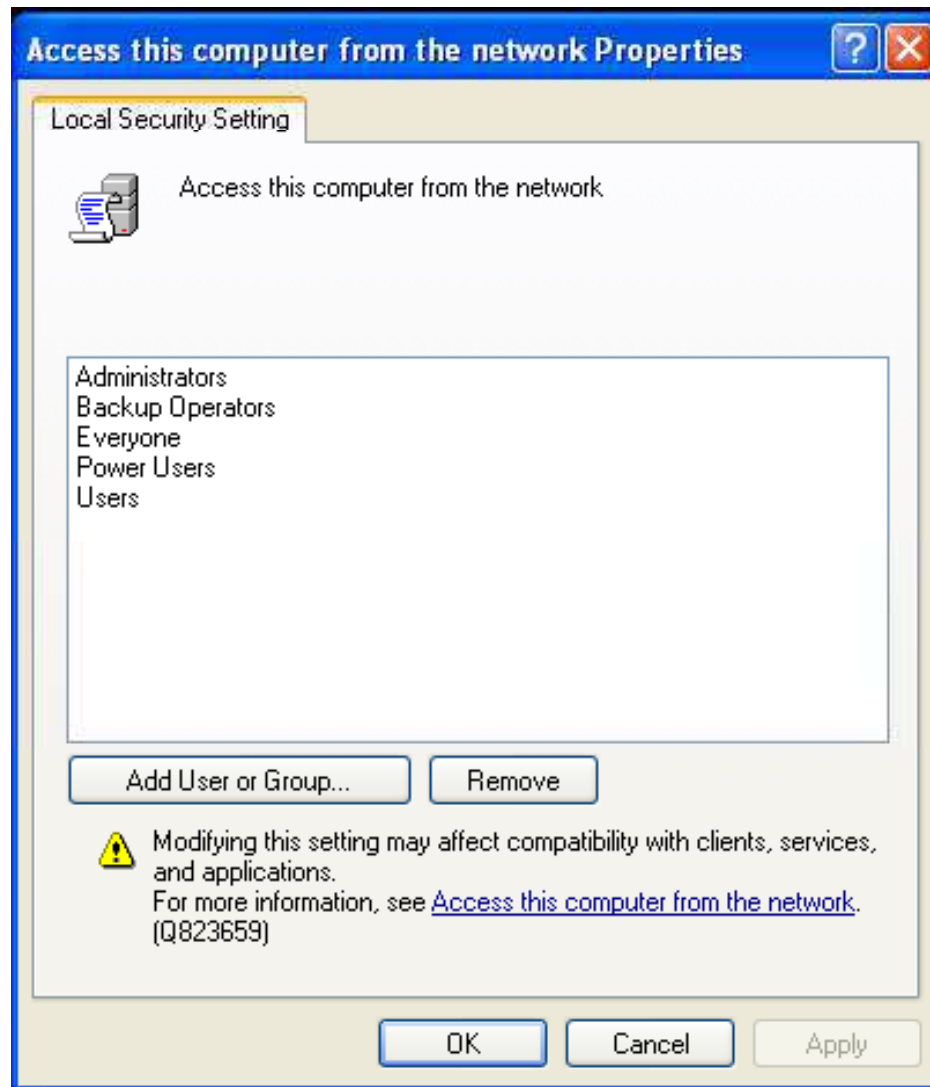 Access this computer from the network Properties
Local Security Setting
Access this computer from the network
Administrators
Backup Operators
Everyone
Power Users
Users
Add User or Group...
Remove
Modifying this setting may affect compatibility with clients, services,
and applications.
For more information, see Access this computer from the network.
(Q823659)
OK
Cancel
Apply